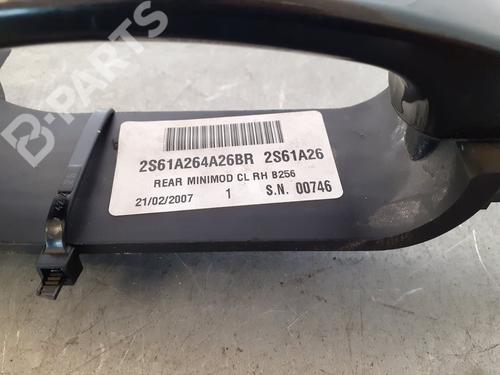 B-PARTS
2S61A264A26BR 2S61A26
REAR MINIMOD CL RH B256
21/02/2007 1 S.N. 00746